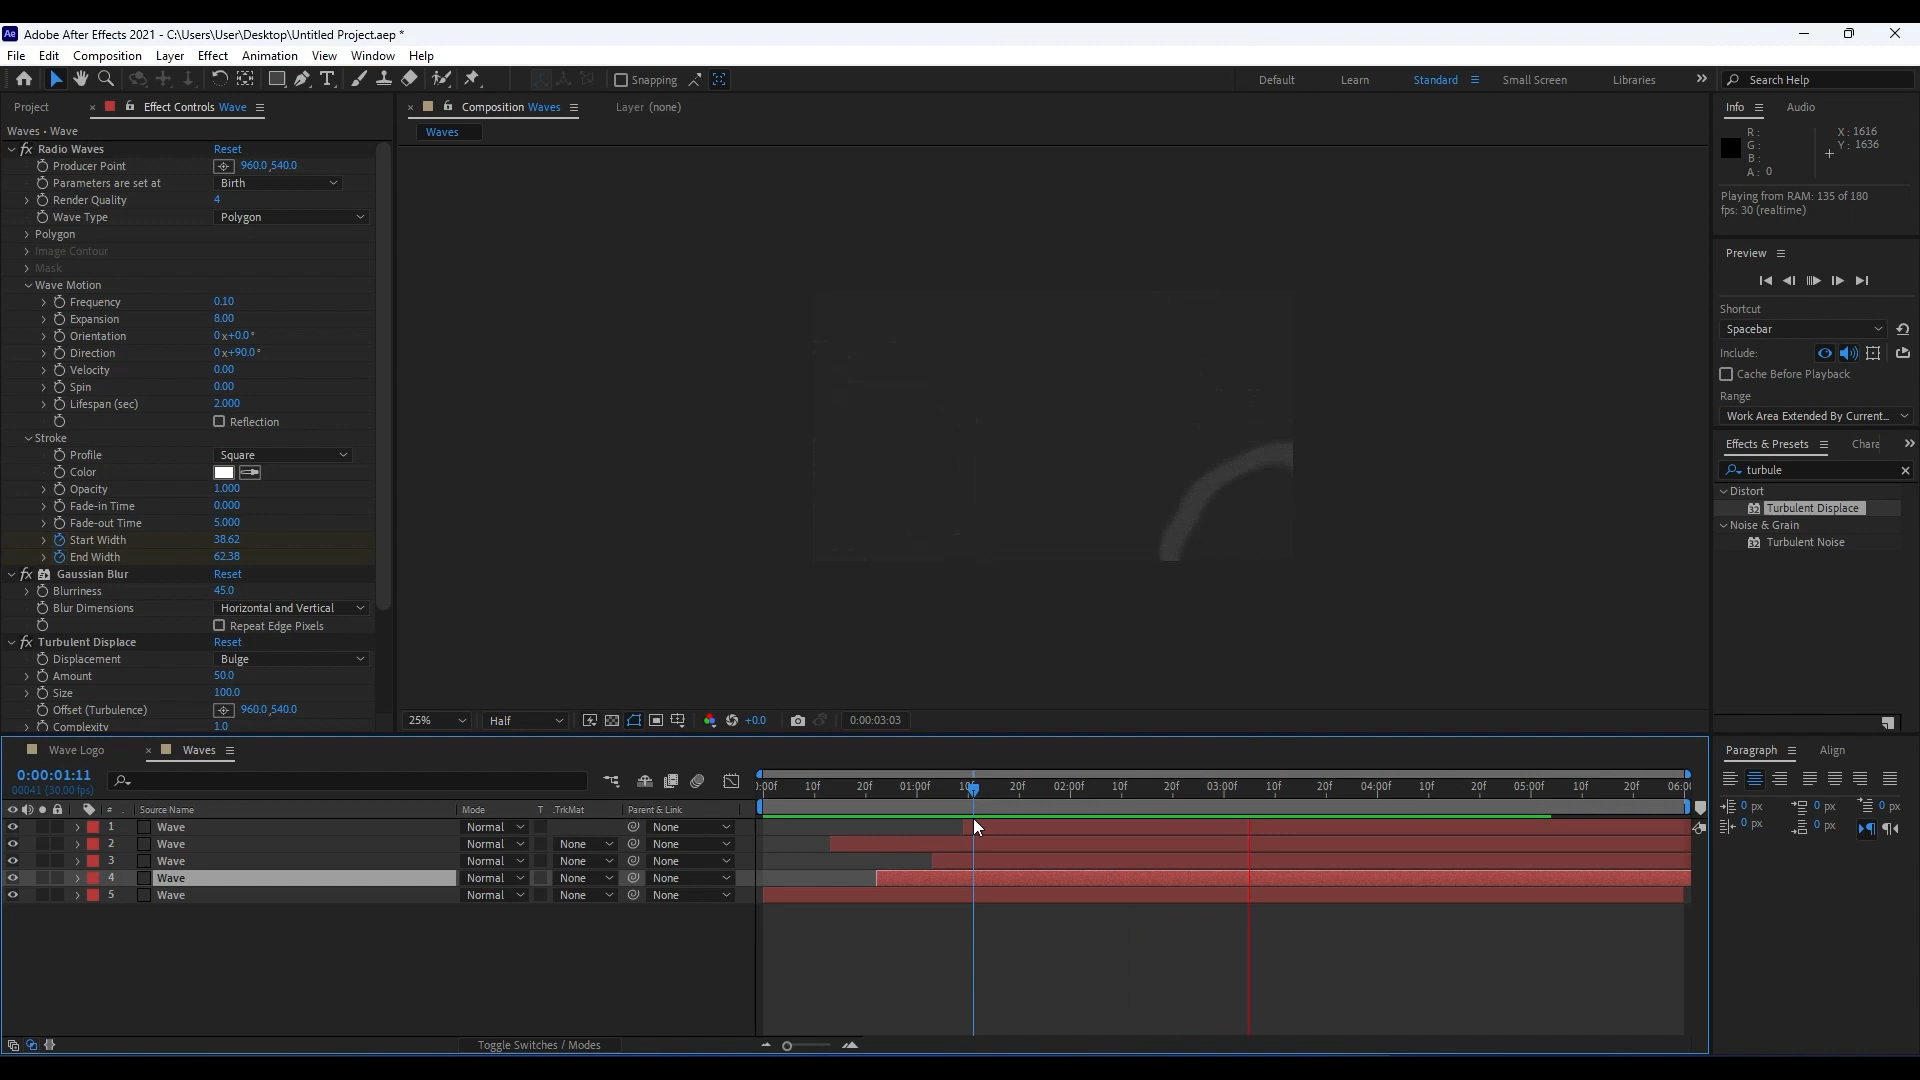 Adobe After Effects 2021 - C:\Users\User\Desktop\Untitled Project.aep *
File Edit Composition Layer Effect Animation View Window Help
Snapping Default Learn Standard Small Screen Libraries Search Help
Project Effect Controls Wave Composition Waves Layer (none) Info Audio
Waves • Wave
Waves
R: X: 1616
G: Y: 1636
B:
A: 0
Playing from RAM: 135 of 180
fps: 30 (realtime)
Radio Waves Reset
Producer Point 960.0,540.0
Parameters are set at Birth
Render Quality 4
Wave Type Polygon
Polygon
Image Contour
Mask
Wave Motion
Frequency 0.10
Expansion 8.00
Orientation 0x+0.0°
Direction 0x+90.0°
Velocity 0.00
Spin 0.00
Lifespan (sec) 2.000
Reflection
Stroke
Profile Square
Color
Opacity 1.000
Fade-in Time 0.000
Fade-out Time 5.000
Start Width 38.62
End Width 62.38
Gaussian Blur Reset
Blurriness 45.0
Blur Dimensions Horizontal and Vertical
Repeat Edge Pixels
Turbulent Displace Reset
Displacement Bulge
Amount 50.0
Size 100.0
Offset (Turbulence) 960.0,540.0
Complexity 1.0
25% Half +0.0 0:00:03:03
Preview
Shortcut
Spacebar
Include:
Cache Before Playback
Range
Work Area Extended By Current...
Effects & Presets Chara
turbule
Distort
32 Turbulent Displace
Noise & Grain
32 Turbulent Noise
Wave Logo Waves
0:00:01:11
00041 (30.00 fps)
:00f 10f 20f 01:00f 10f 20f 02:00f 10f 20f 03:00f 10f 20f 04:00f 10f 20f 05:00f 10f 20f 06:0
# Source Name Mode T .TrkMat Parent & Link
1 Wave Normal None
2 Wave Normal None None
3 Wave Normal None None
4 Wave Normal None None
5 Wave Normal None None
Toggle Switches / Modes
Paragraph Align
0 px 0 px 0 px
0 px 0 px